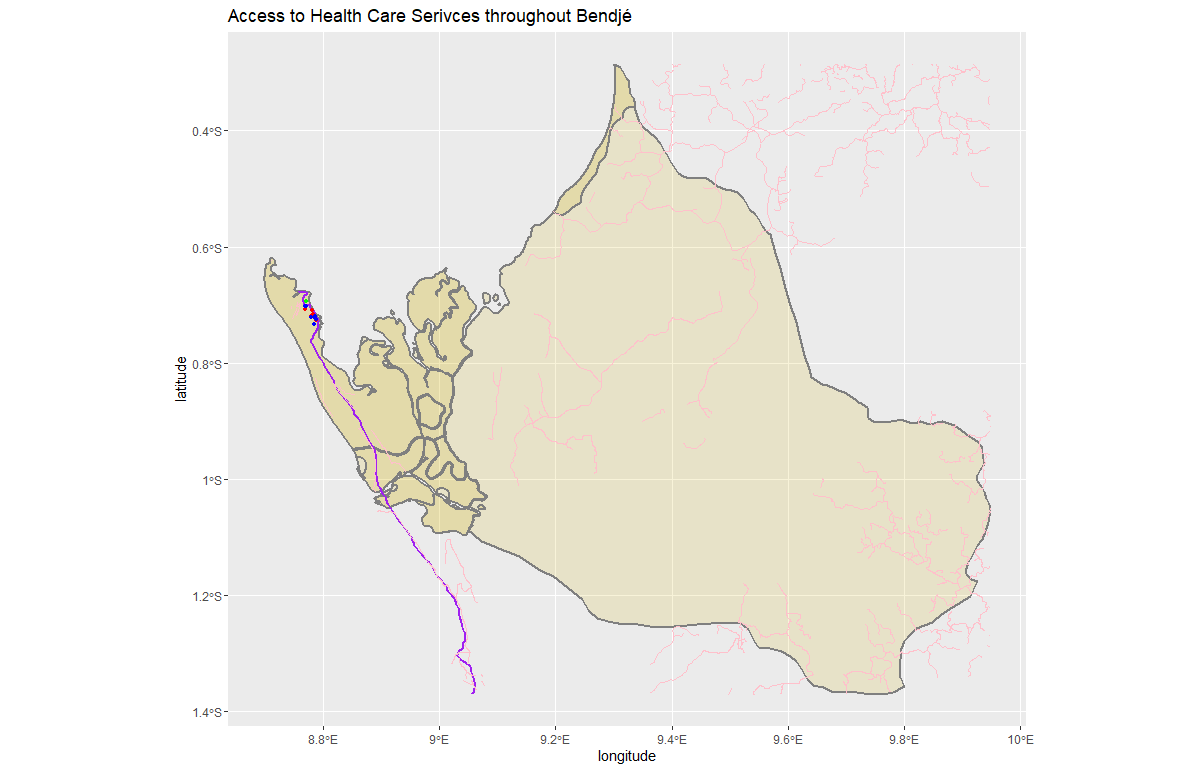 Access to Health Care Serivces throughout Bendjé
0.4°S
0.6°S
0.8°S
1°S
1.2°S
1.4°S
latitude
8.8°E
9°E
9.2°E
9.4°E
9.6°E
9.8°E
10°E
longitude